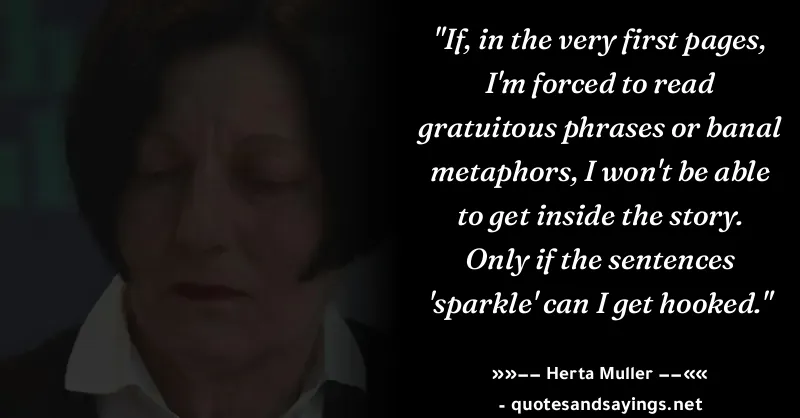 "If, in the very first pages,
I'm forced to read
gratuitous phrases or banal
metaphors, I won't be able
to get inside the story.
Only if the sentences
'sparkle' can I get hooked."
»»−− Herta Muller −−««
- quotesandsayings.net